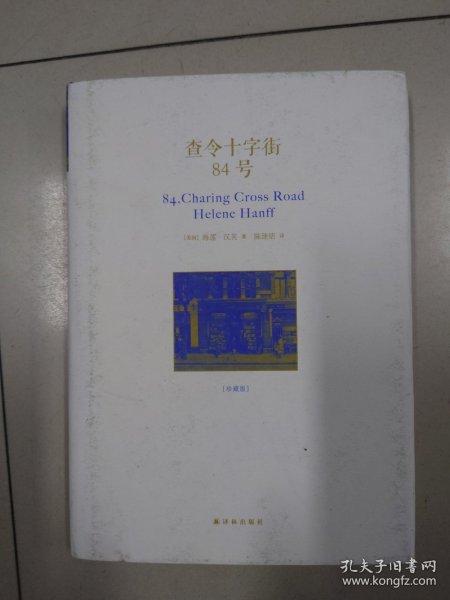 查令十字街
84号
84, Charing Cross Road
Helene Hanff
[美国] 海莲·汉芙 著 陈建铭 译
[珍藏版]
译林出版社
孔夫子旧书网
www.kongfz.com